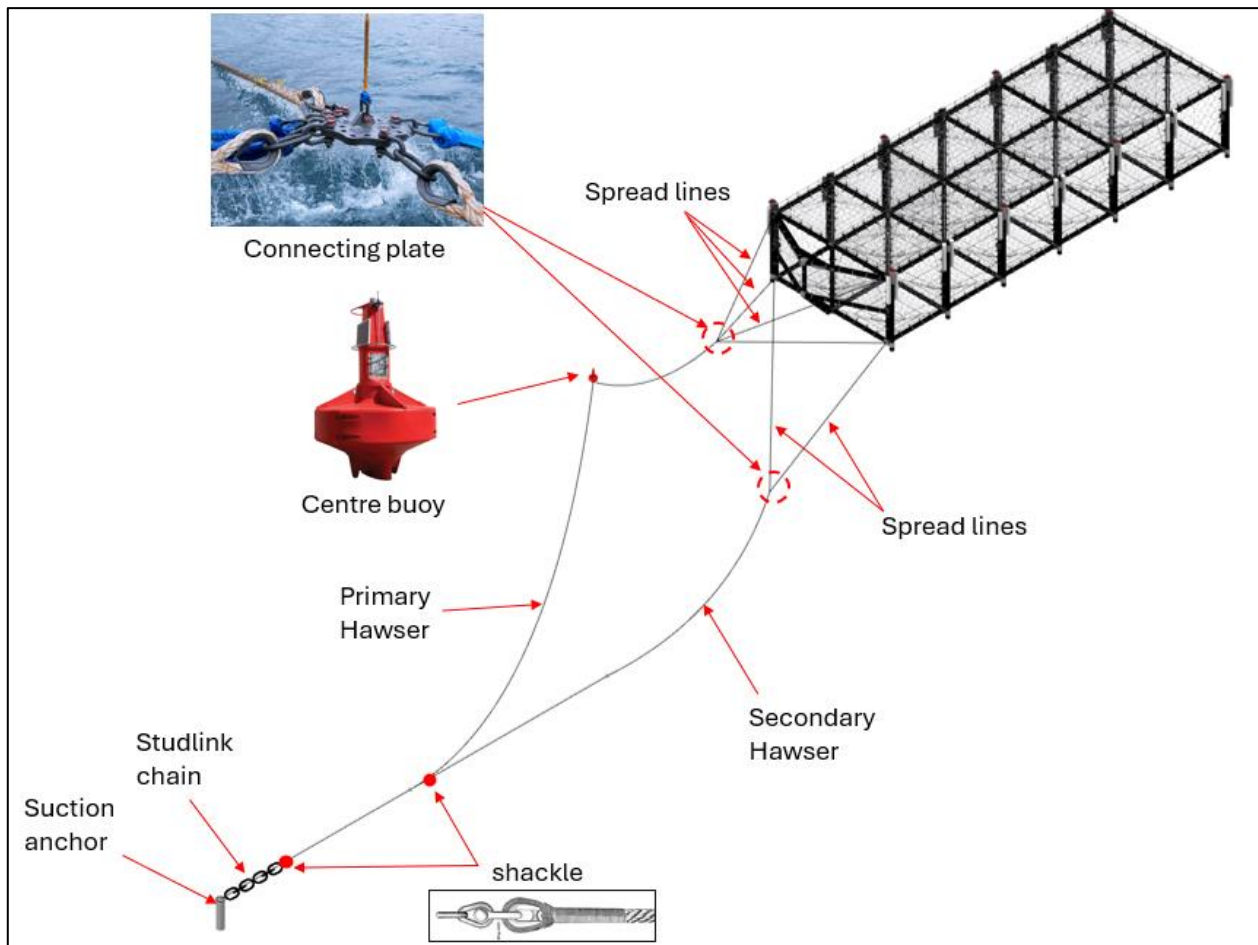 Connecting plate
Spread lines
Centre buoy
Spread lines
Primary
Hawser
Secondary
Hawser
Studlink
chain
Suction
anchor
shackle